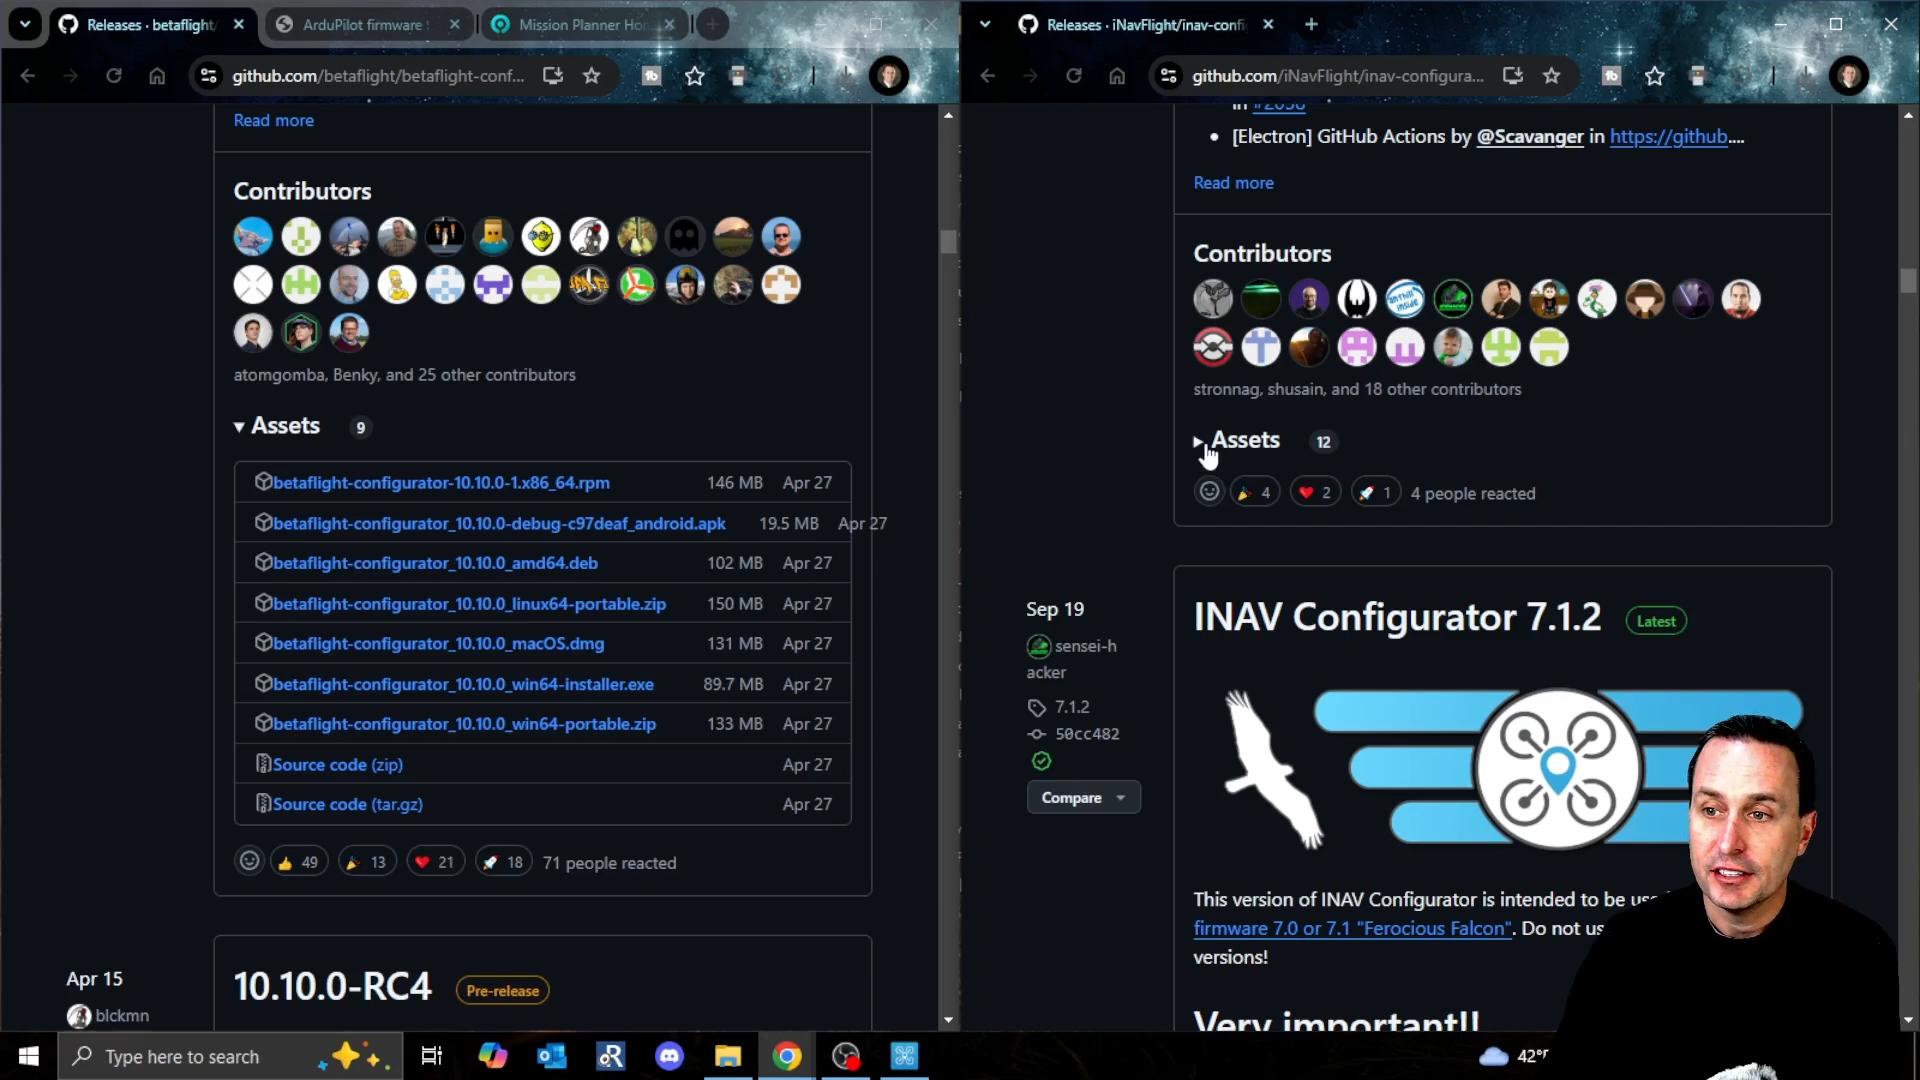 Releases · betaflight/
ArduPilot firmware
Mission Planner Ho
github.com/betaflight/betaflight-conf...
Read more
Contributors
atomgomba, Benky, and 25 other contributors
Assets 9
betaflight-configurator-10.10.0-1.x86_64.rpm 146 MB Apr 27
betaflight-configurator_10.10.0-debug-c97deaf_android.apk 19.5 MB Apr 27
betaflight-configurator_10.10.0_amd64.deb 102 MB Apr 27
betaflight-configurator_10.10.0_linux64-portable.zip 150 MB Apr 27
betaflight-configurator_10.10.0_macOS.dmg 131 MB Apr 27
betaflight-configurator_10.10.0_win64-installer.exe 89.7 MB Apr 27
betaflight-configurator_10.10.0_win64-portable.zip 133 MB Apr 27
Source code (zip) Apr 27
Source code (tar.gz) Apr 27
49 13 21 18 71 people reacted
Apr 15
blckmn
10.10.0-RC4 Pre-release
Releases · iNavFlight/inav-confi
github.com/iNavFlight/inav-configura...
in #2058
[Electron] GitHub Actions by @Scavanger in https://github....
Read more
Contributors
stronnag, shusain, and 18 other contributors
Assets 12
4 2 1 4 people reacted
Sep 19
sensei-h
acker
7.1.2
50cc482
Compare
INAV Configurator 7.1.2 Latest
This version of INAV Configurator is intended to be us
firmware 7.0 or 7.1 "Ferocious Falcon". Do not us
versions!
Very important!!
Type here to search
42°F